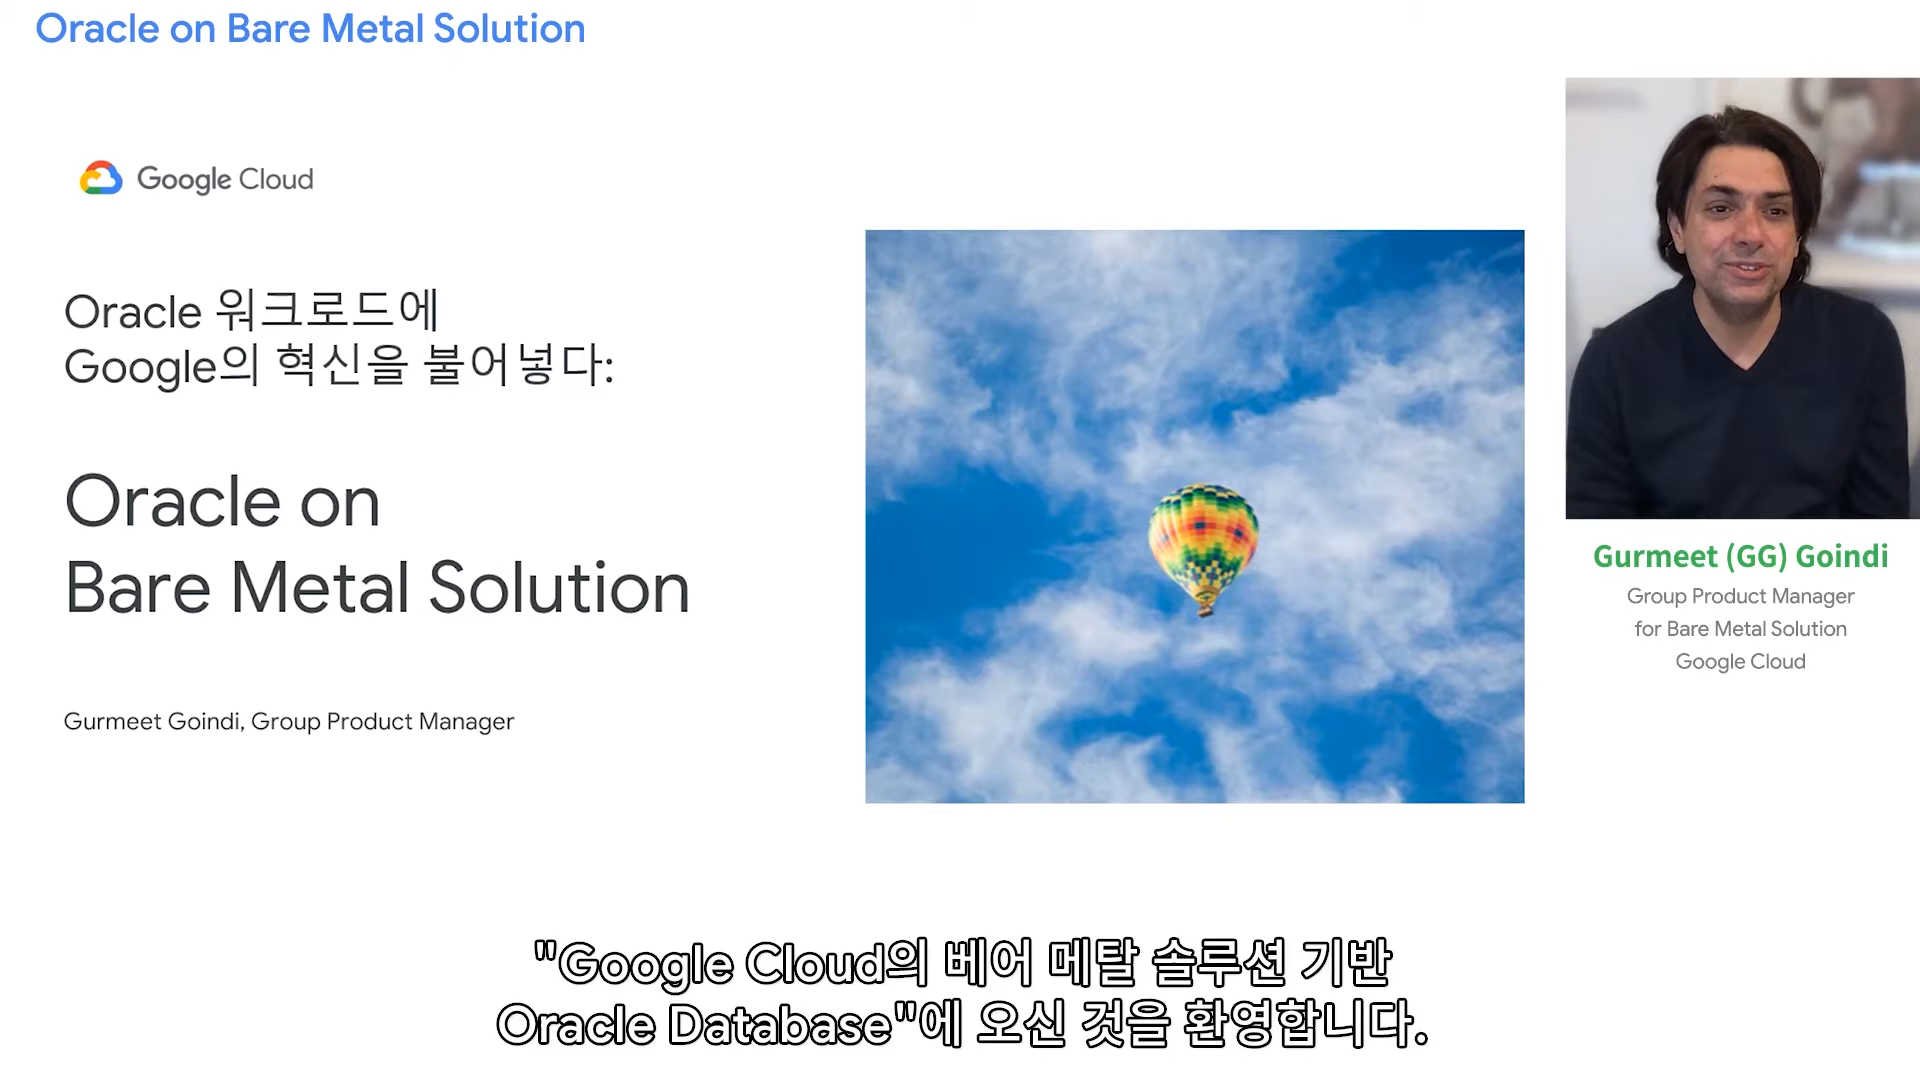 Oracle on Bare Metal Solution
Google Cloud
Oracle 워크로드에
Google의 혁신을 불어넣다:
Oracle on
Bare Metal Solution
Gurmeet Goindi, Group Product Manager
Gurmeet (GG) Goindi
Group Product Manager
for Bare Metal Solution
Google Cloud
"Google Cloud의 베어 메탈 솔루션 기반
Oracle Database"에 오신 것을 환영합니다.